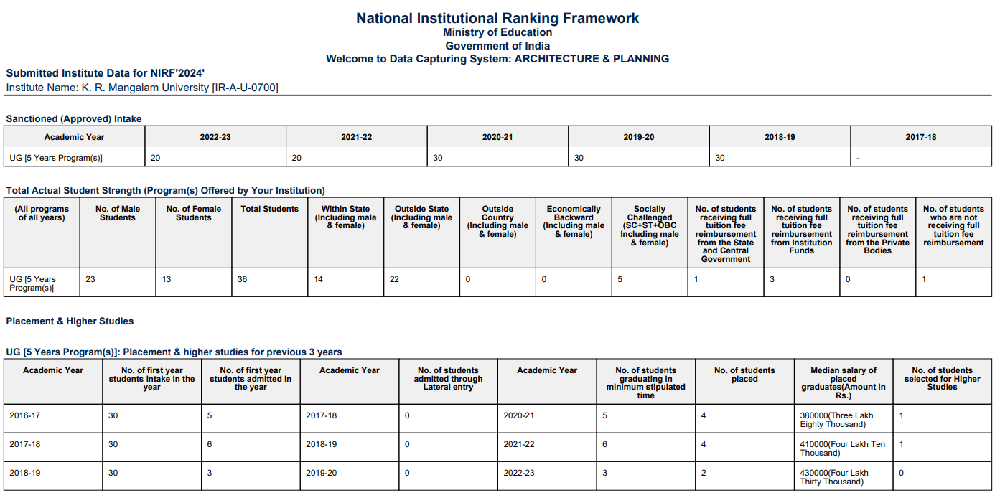 National Institutional Ranking Framework
Ministry of Education
Government of India
Welcome to Data Capturing System: ARCHITECTURE & PLANNING
Submitted Institute Data for NIRF'2024'
Institute Name: K. R. Mangalam University [IR-A-U-0700]
Sanctioned (Approved) Intake
Academic Year 2022-23 2021-22 2020-21 2019-20 2018-19 2017-18
UG [5 Years Program(s)] 20 20 30 30 30 -
Total Actual Student Strength (Program(s) Offered by Your Institution)
(All programs of all years) No. of Male Students No. of Female Students Total Students Within State (Including male & female) Outside State (Including male & female) Outside Country (Including male & female) Economically Backward (Including male & female) Socially Challenged (SC+ST+OBC Including male & female) No. of students receiving full tuition fee reimbursement from the State and Central Government No. of students receiving full tuition fee reimbursement from Institution Funds No. of students receiving full tuition fee reimbursement from the Private Bodies No. of students who are not receiving full tuition fee reimbursement
UG [5 Years Program(s)] 23 13 36 14 22 0 0 5 1 3 0 1
Placement & Higher Studies
UG [5 Years Program(s)]: Placement & higher studies for previous 3 years
Academic Year No. of first year students intake in the year No. of first year students admitted in the year Academic Year No. of students admitted through Lateral entry Academic Year No. of students graduating in minimum stipulated time No. of students placed Median salary of placed graduates(Amount in Rs.) No. of students selected for Higher Studies
2016-17 30 5 2017-18 0 2020-21 5 4 380000(Three Lakh Eighty Thousand) 1
2017-18 30 6 2018-19 0 2021-22 6 4 410000(Four Lakh Ten Thousand) 1
2018-19 30 3 2019-20 0 2022-23 3 2 430000(Four Lakh Thirty Thousand) 0